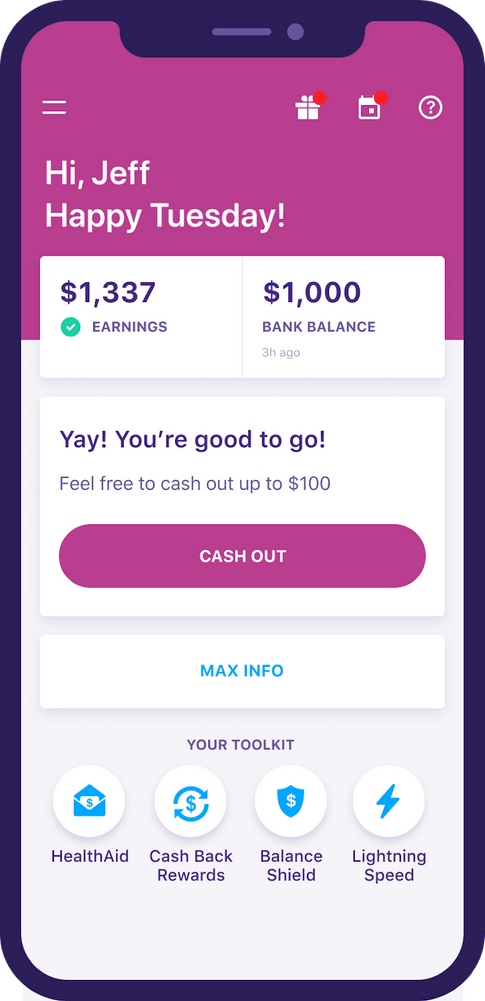 Hi, Jeff
Happy Tuesday!
$1,337
EARNINGS
$1,000
BANK BALANCE
3h ago
Yay! You’re good to go!
Feel free to cash out up to $100
CASH OUT
MAX INFO
YOUR TOOLKIT
$
HealthAid
$
Cash Back
Rewards
$
Balance
Shield
Lightning
Speed